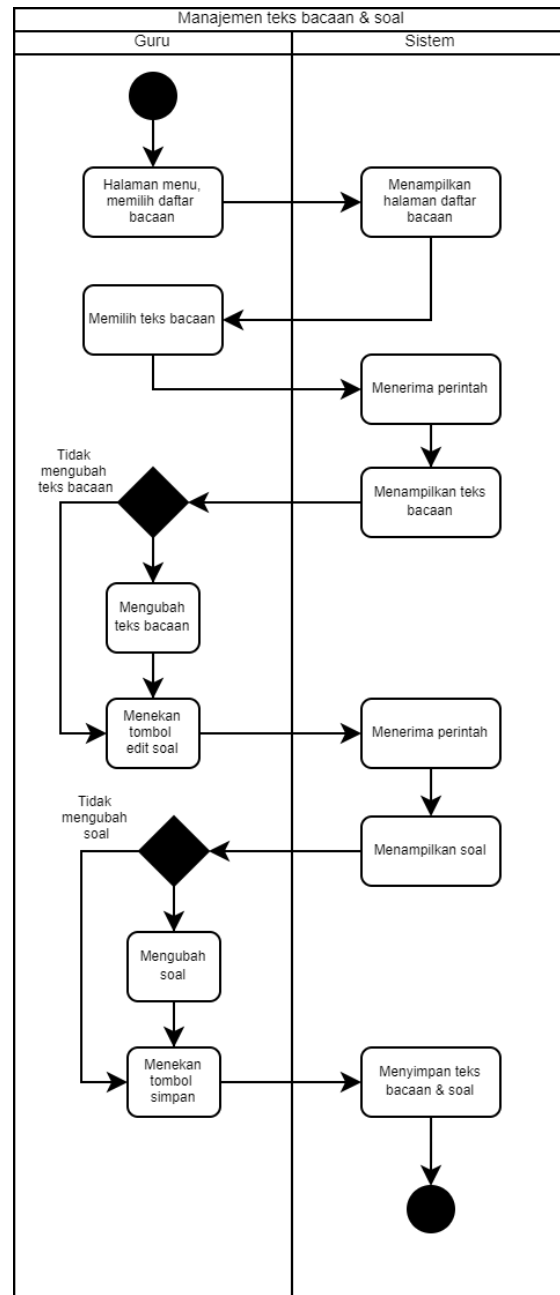 Manajemen teks bacaan & soal
Guru
Sistem
Halaman menu,
memilih daftar
bacaan
Menampilkan
halaman daftar
bacaan
Memilih teks bacaan
Menerima perintah
Tidak
mengubah
teks bacaan
Menampilkan teks
bacaan
Mengubah
teks bacaan
Menekan
tombol
edit soal
Menerima perintah
Tidak
mengubah
soal
Menampilkan soal
Mengubah
soal
Menekan
tombol
simpan
Menyimpan teks
bacaan & soal